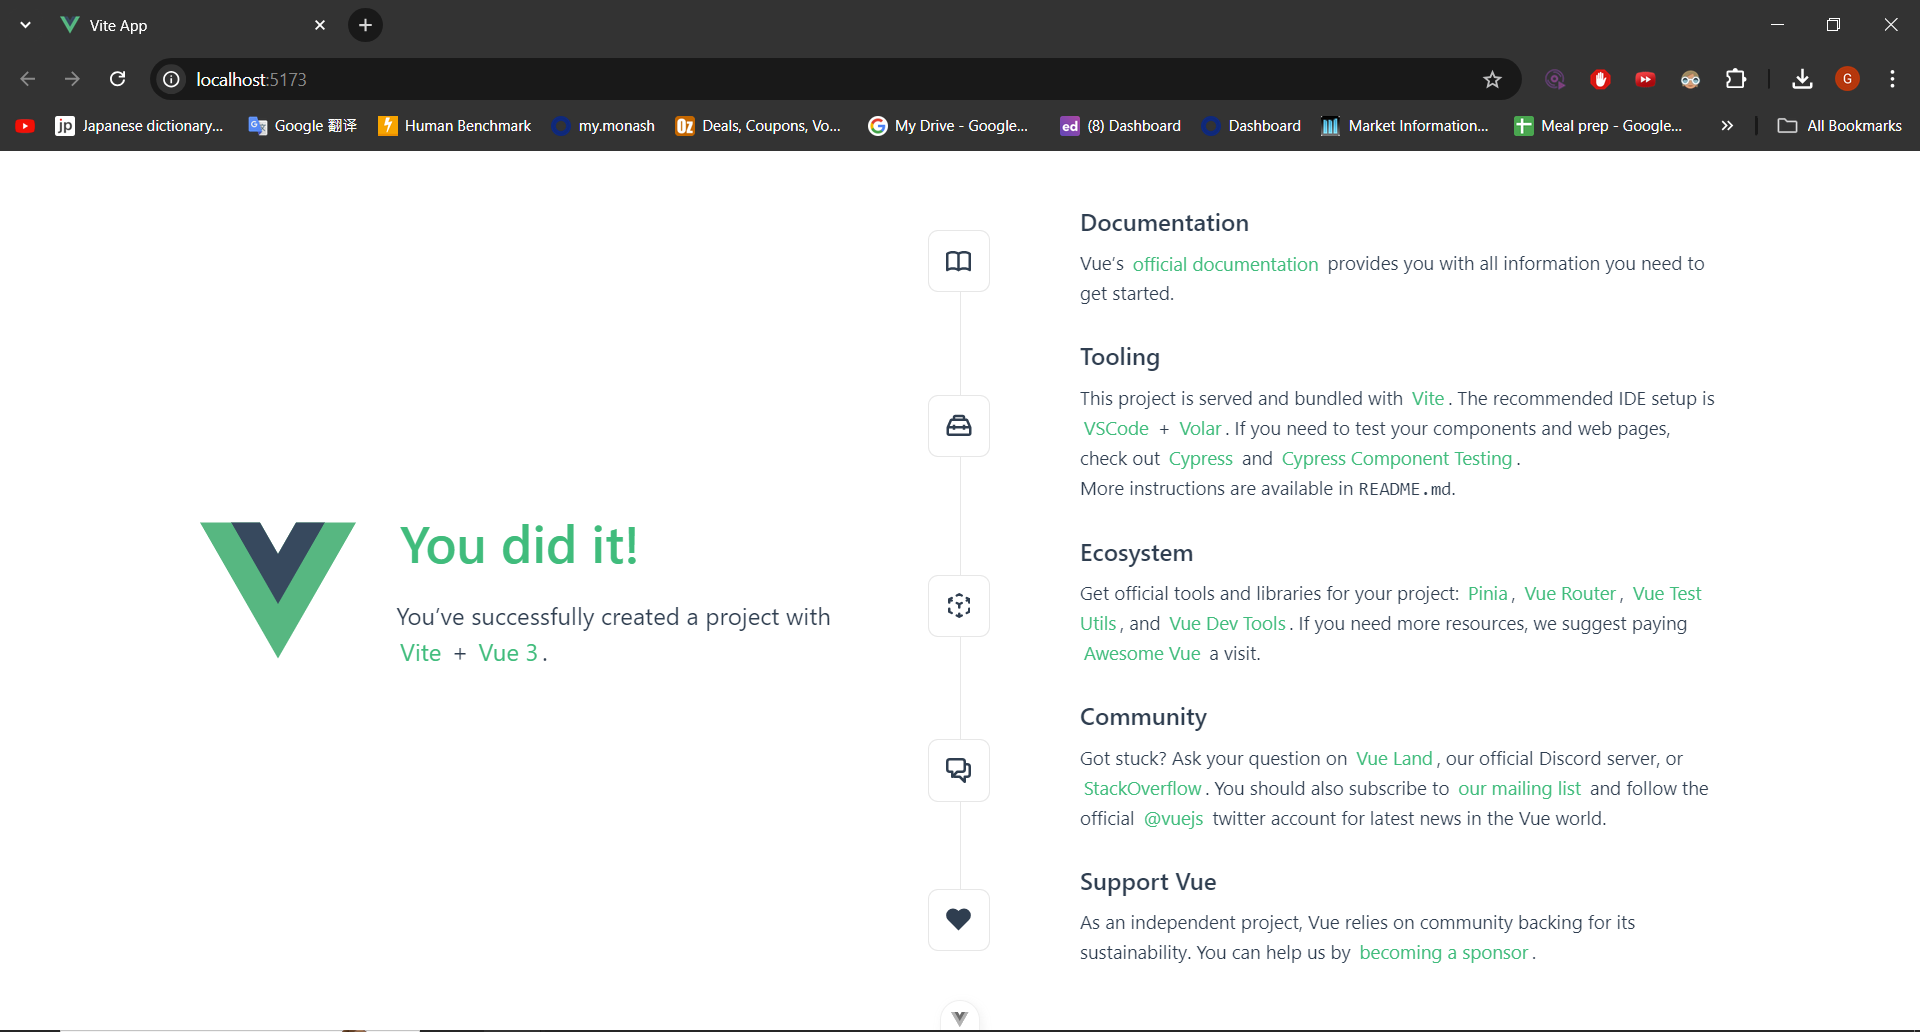 Vite App
localhost:5173
G
jp Japanese dictionary... Google 翻译 Human Benchmark my.monash Oz Deals, Coupons, Vo... My Drive - Google... ed (8) Dashboard Dashboard Market Information... Meal prep - Google... All Bookmarks
Documentation
Vue's official documentation provides you with all information you need to
get started.
Tooling
This project is served and bundled with Vite. The recommended IDE setup is
VSCode + Volar. If you need to test your components and web pages,
check out Cypress and Cypress Component Testing.
More instructions are available in README.md.
You did it!
You've successfully created a project with
Vite + Vue 3.
Ecosystem
Get official tools and libraries for your project: Pinia, Vue Router, Vue Test
Utils, and Vue Dev Tools. If you need more resources, we suggest paying
Awesome Vue a visit.
Community
Got stuck? Ask your question on Vue Land, our official Discord server, or
StackOverflow. You should also subscribe to our mailing list and follow the
official @vuejs twitter account for latest news in the Vue world.
Support Vue
As an independent project, Vue relies on community backing for its
sustainability. You can help us by becoming a sponsor.